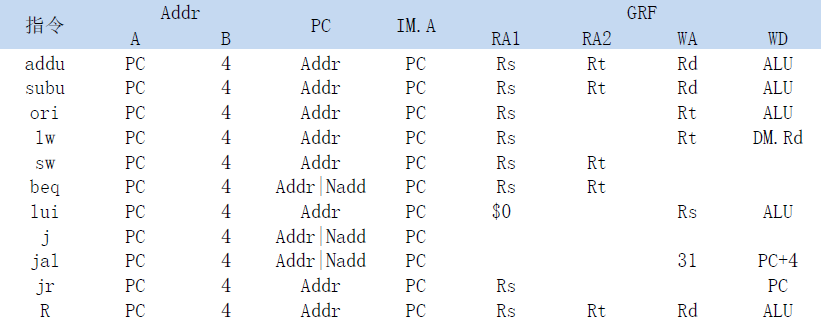 指令 Addr PC IM.A GRF
A B RA1 RA2 WA WD
addu PC 4 Addr PC Rs Rt Rd ALU
subu PC 4 Addr PC Rs Rt Rd ALU
ori PC 4 Addr PC Rs Rt ALU
lw PC 4 Addr PC Rs Rt DM.Rd
sw PC 4 Addr PC Rs Rt
beq PC 4 Addr|Nadd PC Rs Rt
lui PC 4 Addr PC $0 Rs ALU
j PC 4 Addr|Nadd PC
jal PC 4 Addr|Nadd PC 31 PC+4
jr PC 4 Addr PC Rs PC
R PC 4 Addr PC Rs Rt Rd ALU